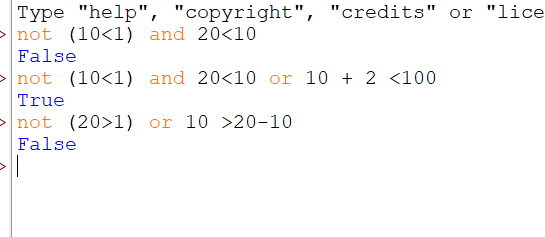 Type "help", "copyright", "credits" or "lice
> not (10<1) and 20<10
False
> not (10<1) and 20<10 or 10 + 2 <100
True
> not (20>1) or 10 >20-10
False
>